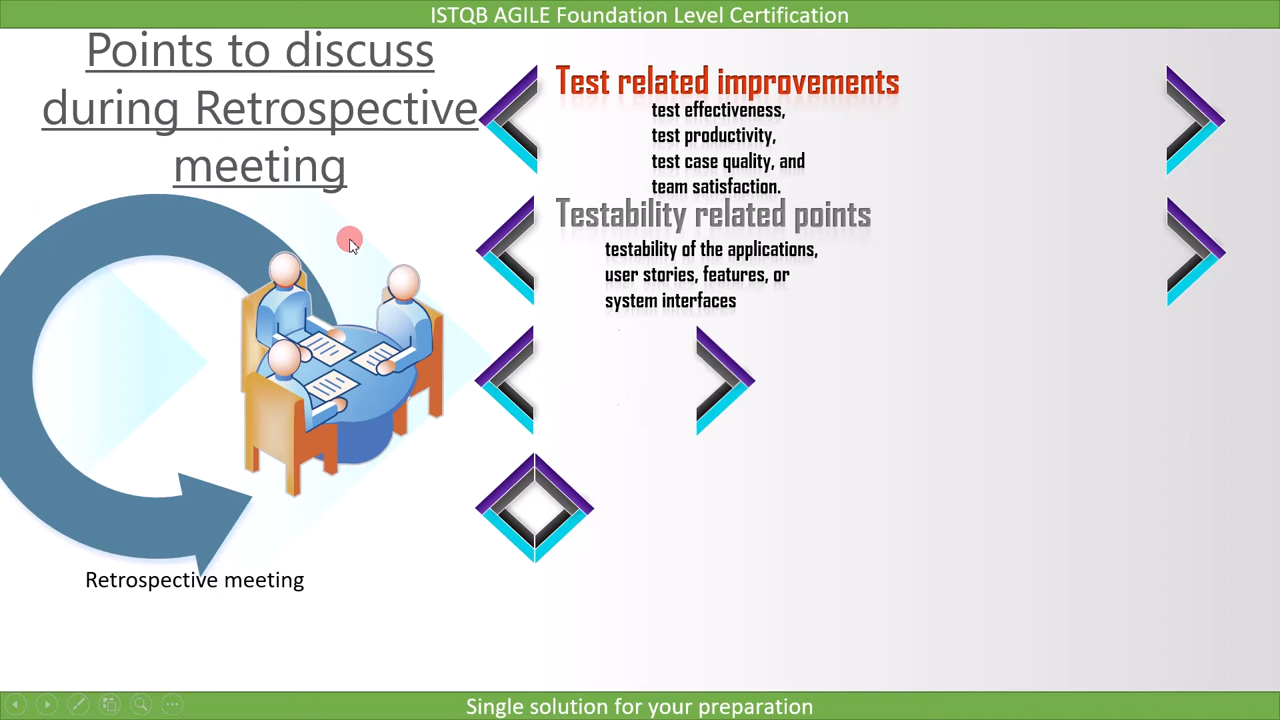 ISTQB AGILE Foundation Level Certification
Points to discuss
during Retrospective
meeting
Test related improvements
test effectiveness,
test productivity,
test case quality, and
team satisfaction.
Testability related points
testability of the applications,
user stories, features, or
system interfaces
Retrospective meeting
Single solution for your preparation